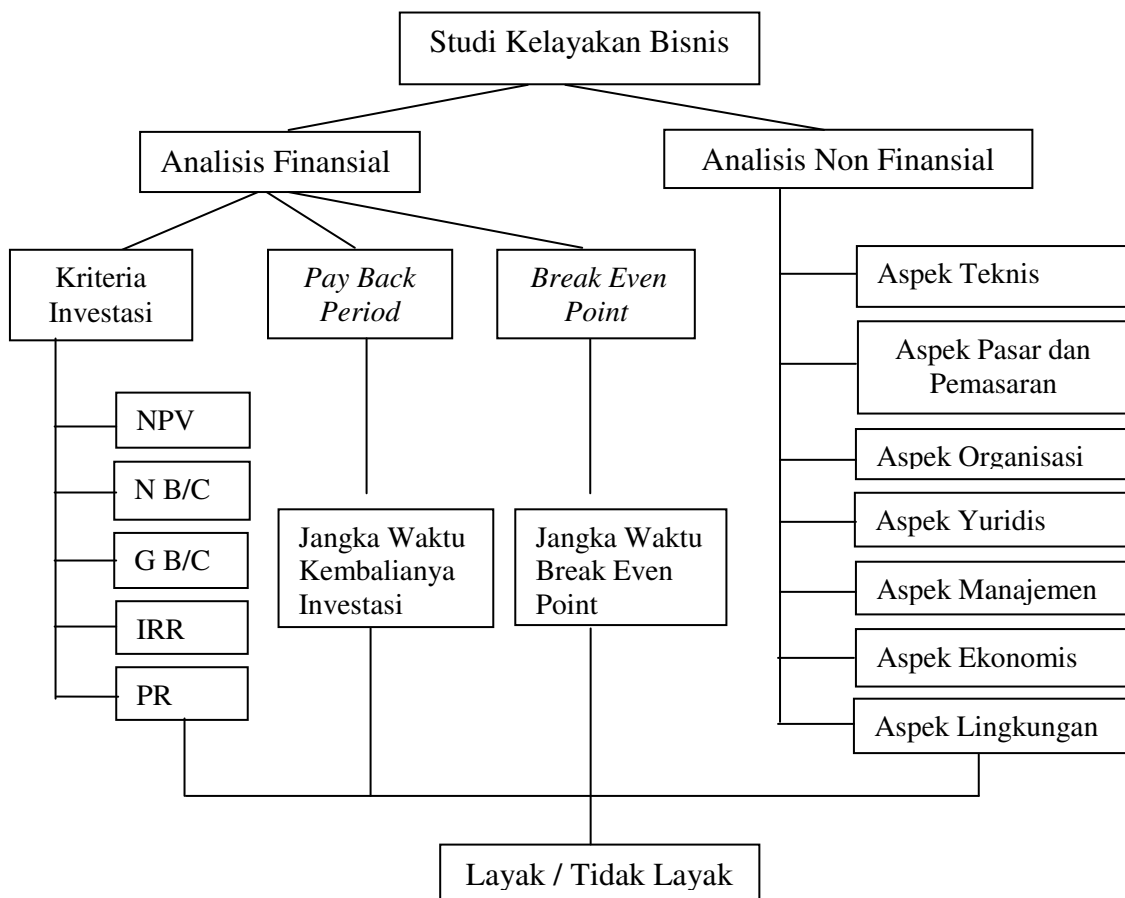 Studi Kelayakan Bisnis
Analisis Finansial
Analisis Non Finansial
Kriteria
Investasi
Pay Back
Period
Break Even
Point
NPV
N B/C
G B/C
IRR
PR
Jangka Waktu
Kembalianya
Investasi
Jangka Waktu
Break Even
Point
Aspek Teknis
Aspek Pasar dan
Pemasaran
Aspek Organisasi
Aspek Yuridis
Aspek Manajemen
Aspek Ekonomis
Aspek Lingkungan
Layak / Tidak Layak